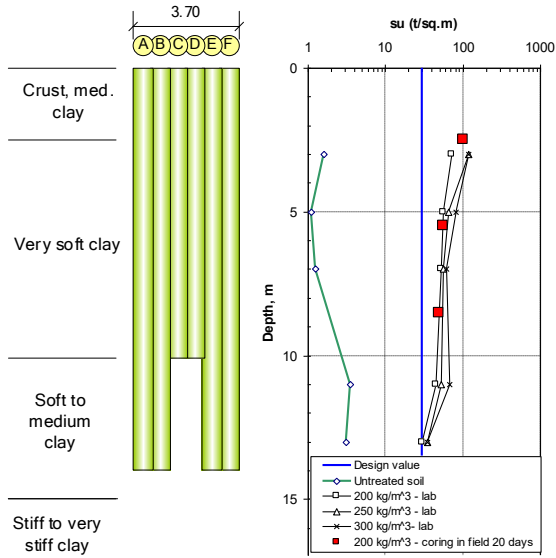 3.70
A B C D E F
Crust, med.
clay
Very soft clay
Soft to
medium
clay
Stiff to very
stiff clay
su (t/sq.m)
1 10 100 1000
0
5
10
15
Depth, m
Design value
Untreated soil
200 kg/m^3 - lab
250 kg/m^3 - lab
300 kg/m^3- lab
200 kg/m^3 - coring in field 20 days